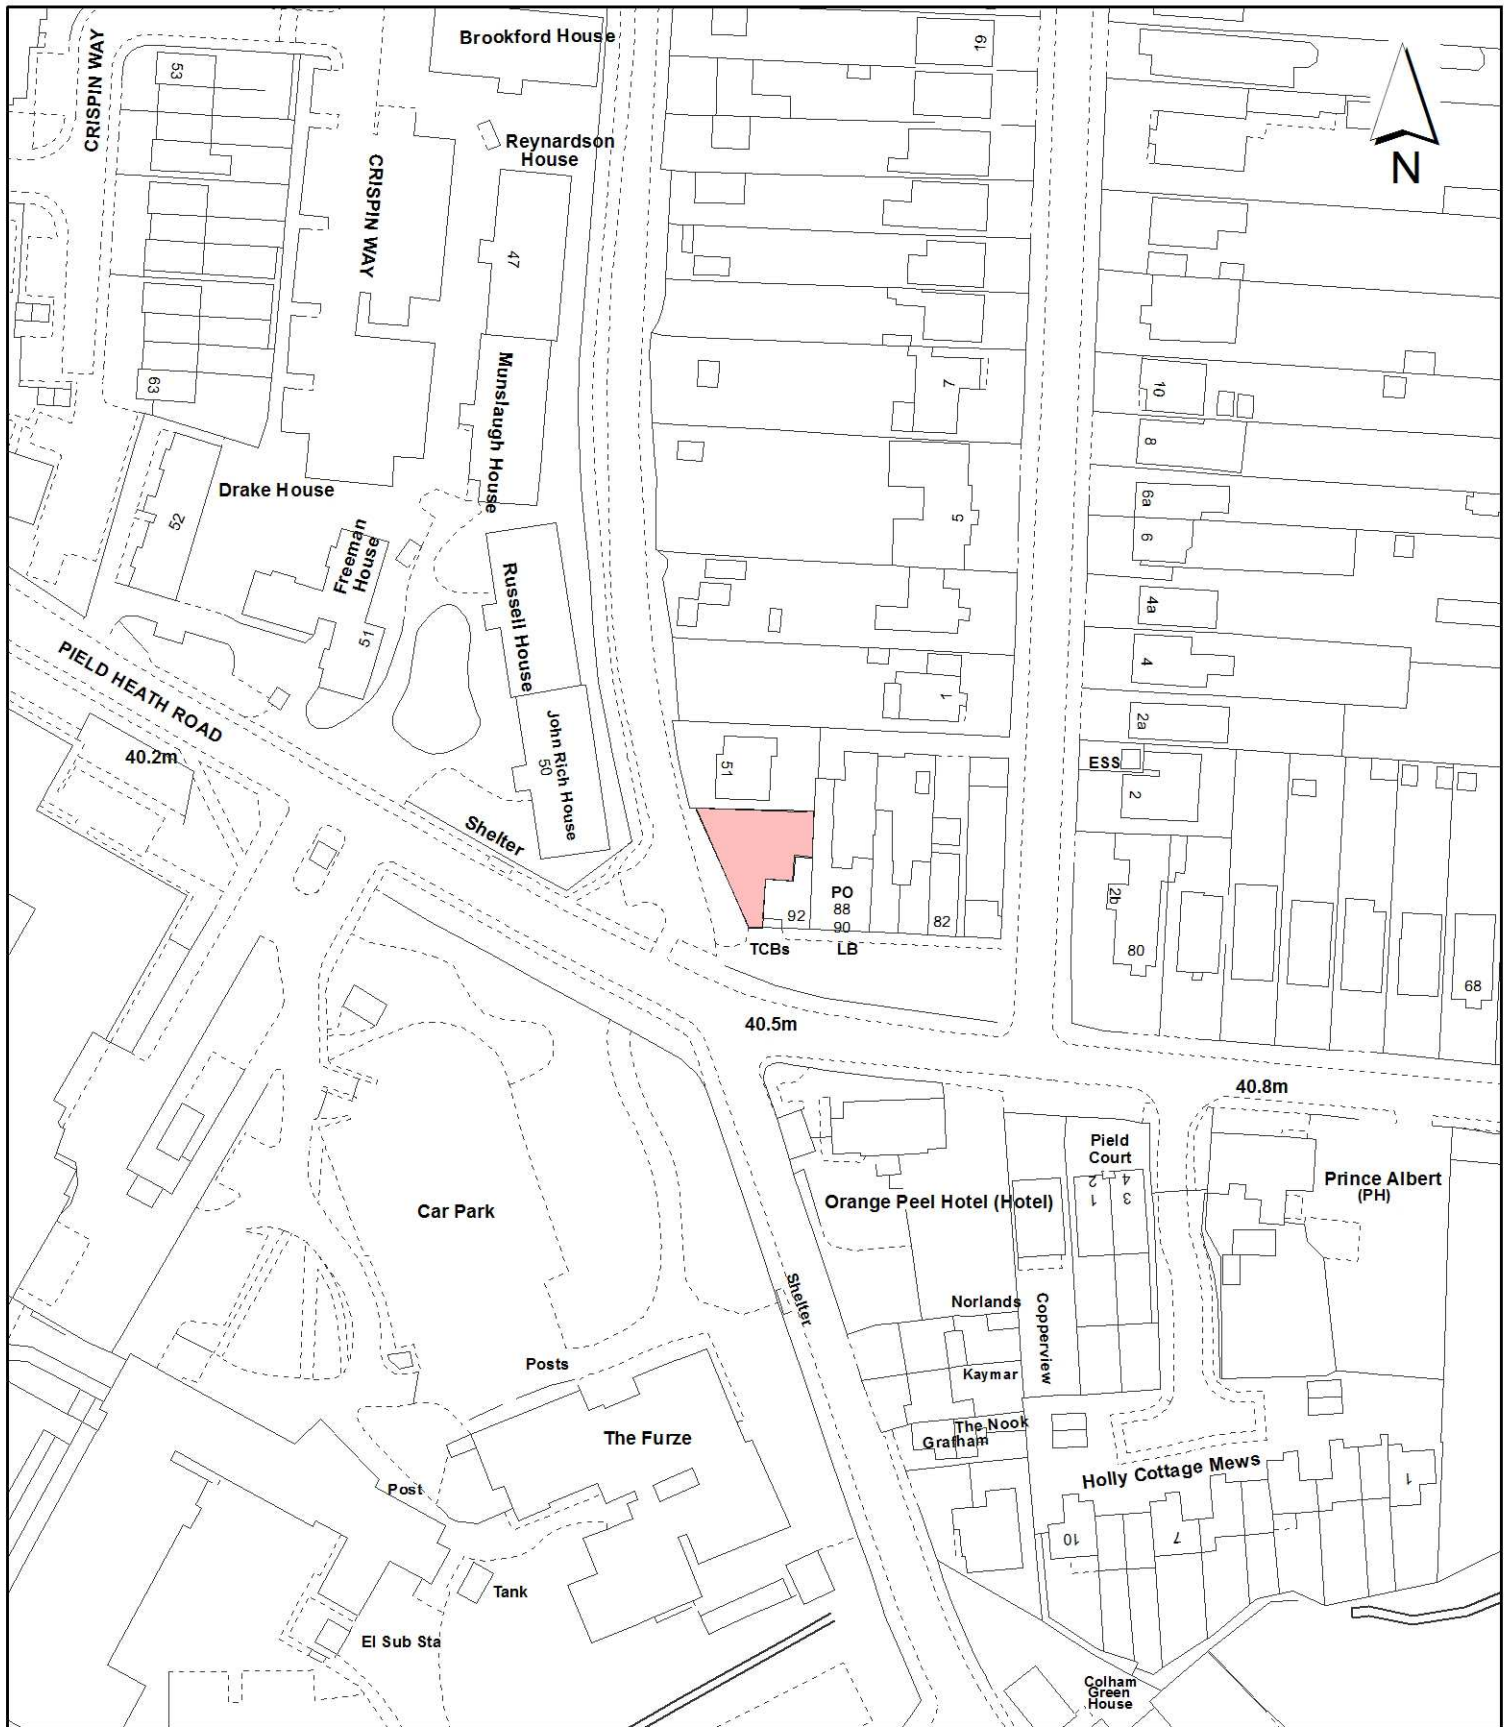 Brookford House
19
CRISPIN WAY
53
N
CRISPIN WAY
Reynardson
House
47
Munslaugh House
63
7
10
8
Drake House
52
5
6a
6
Freeman
House
Russell House
4a
51
4
1
PIELD HEATH ROAD
2a
John Rich House
50
40.2m
51
ESS
2
Shelter
PO
88
90
92
82
2b
80
68
TCBs
LB
40.5m
40.8m
Pield
Court
2
1
4
3
Prince Albert
(PH)
Orange Peel Hotel (Hotel)
Car Park
Shelter
Norlands
Copperview
Posts
Kaymar
The Nook
Grafham
The Furze
Holly Cottage Mews
1
Post
10
7
Tank
El Sub Sta
Colham
Green
House